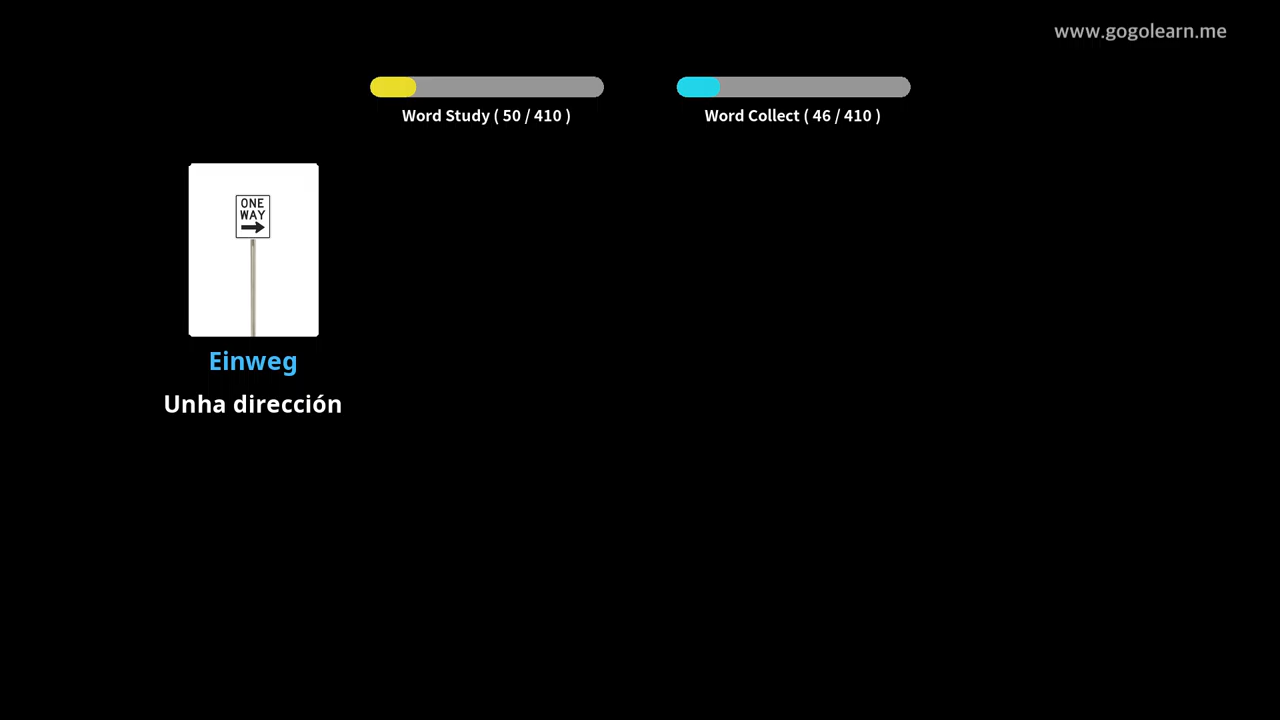 www.gogolearn.me
Word Study ( 50 / 410 )
Word Collect ( 46 / 410 )
ONE
WAY
Einweg
Unha dirección